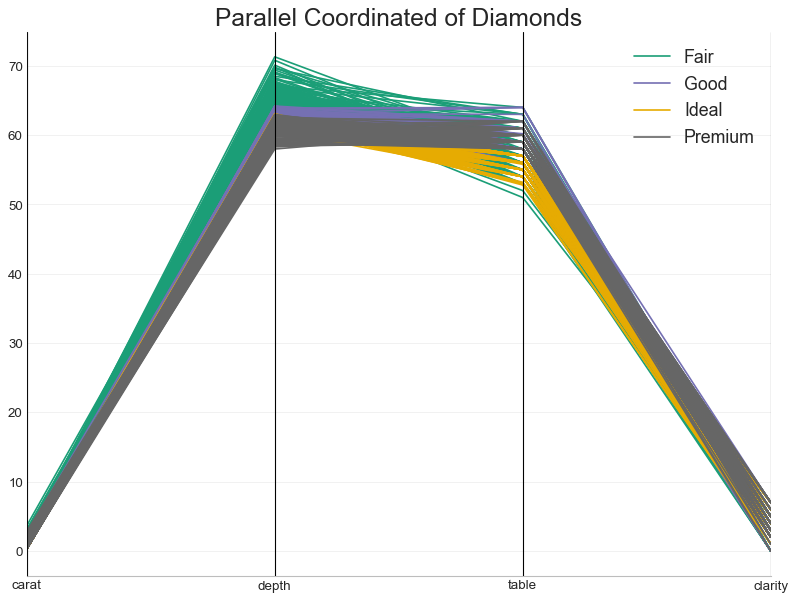 Parallel Coordinated of Diamonds
Fair
Good
Ideal
Premium
70
60
50
40
30
20
10
0
carat depth table clarity